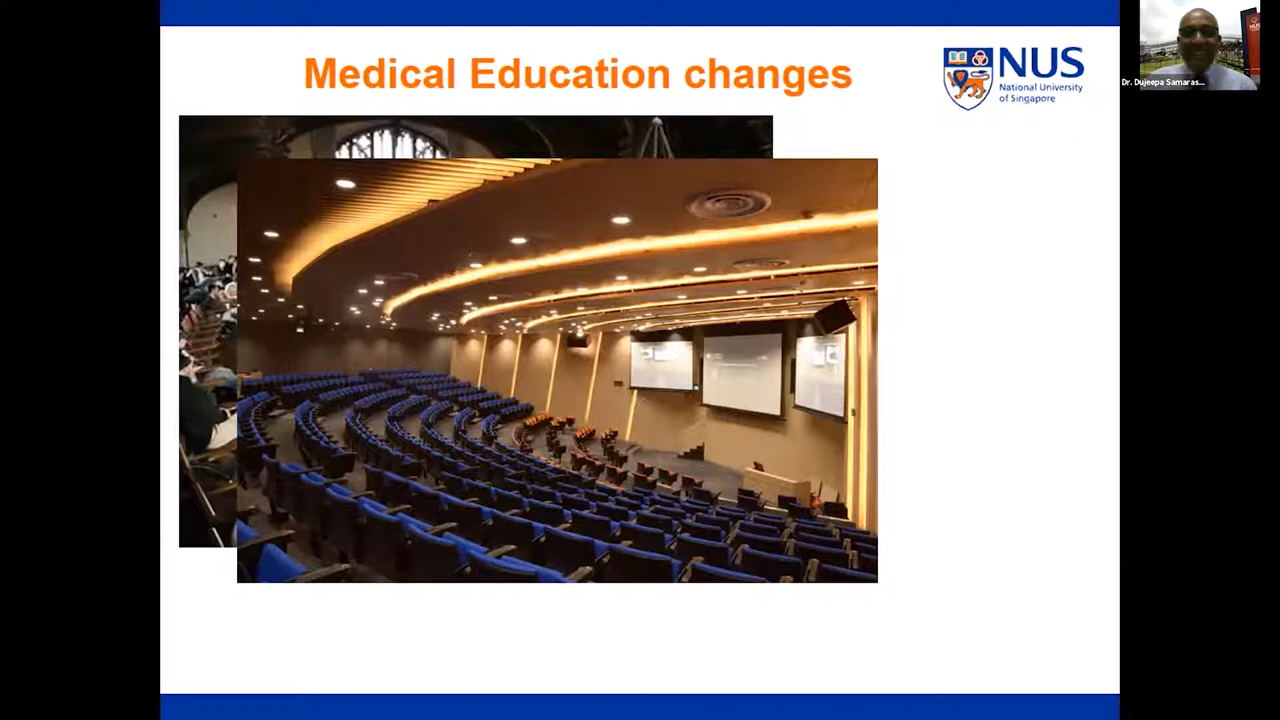 Medical Education changes
NUS
National University
of Singapore
Dr. Dujeepa Samaras...